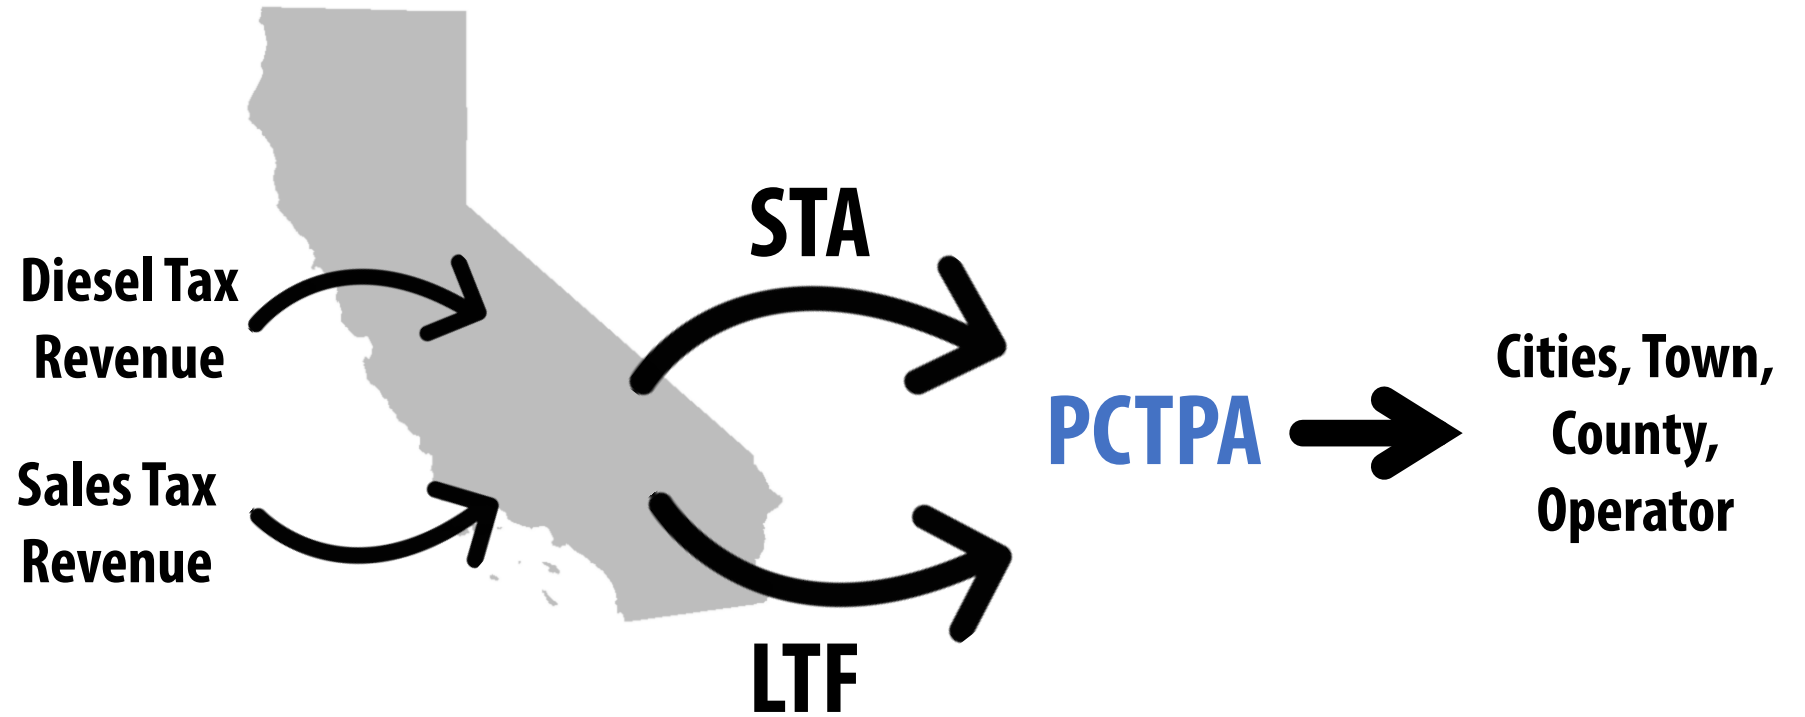 Diesel Tax
Revenue
Sales Tax
Revenue
STA
LTF
PCTPA
Cities, Town,
County,
Operator